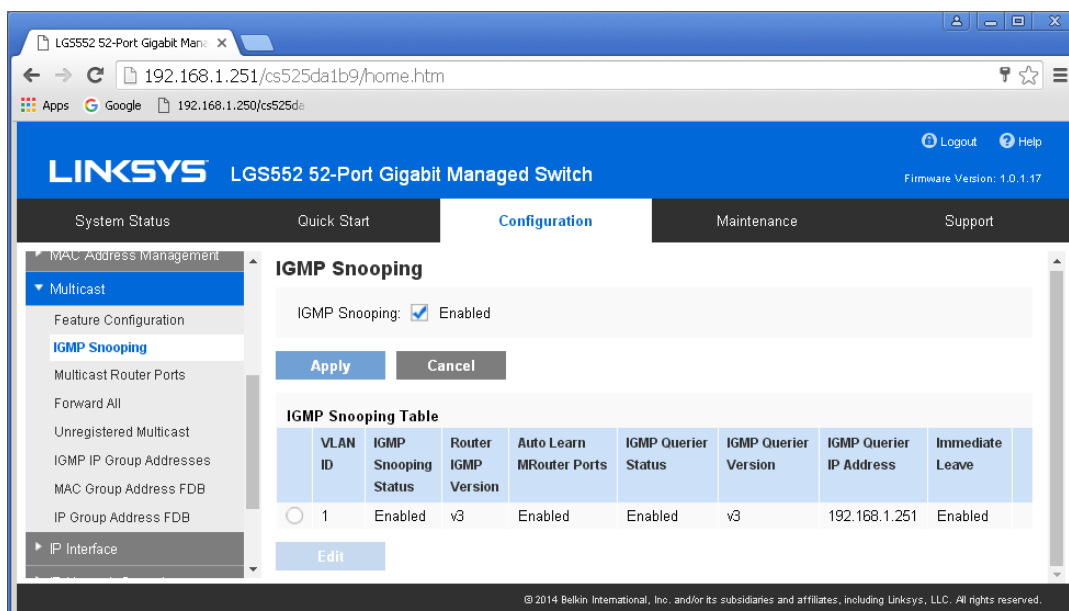 LGS552 52-Port Gigabit Mana
192.168.1.251/cs525da1b9/home.htm
Apps Google 192.168.1.250/cs525da
Logout Help
LINKSYS LGS552 52-Port Gigabit Managed Switch
Firmware Version: 1.0.1.17
System Status Quick Start Configuration Maintenance Support
MAC Address Management
Multicast
Feature Configuration
IGMP Snooping
Multicast Router Ports
Forward All
Unregistered Multicast
IGMP IP Group Addresses
MAC Group Address FDB
IP Group Address FDB
IP Interface
IGMP Snooping
IGMP Snooping: Enabled
Apply Cancel
IGMP Snooping Table
VLAN ID IGMP Snooping Status Router IGMP Version Auto Learn MRouter Ports IGMP Querier Status IGMP Querier Version IGMP Querier IP Address Immediate Leave
1 Enabled v3 Enabled Enabled v3 192.168.1.251 Enabled
Edit
© 2014 Belkin International, Inc. and/or its subsidiaries and affiliates, including Linksys, LLC. All rights reserved.